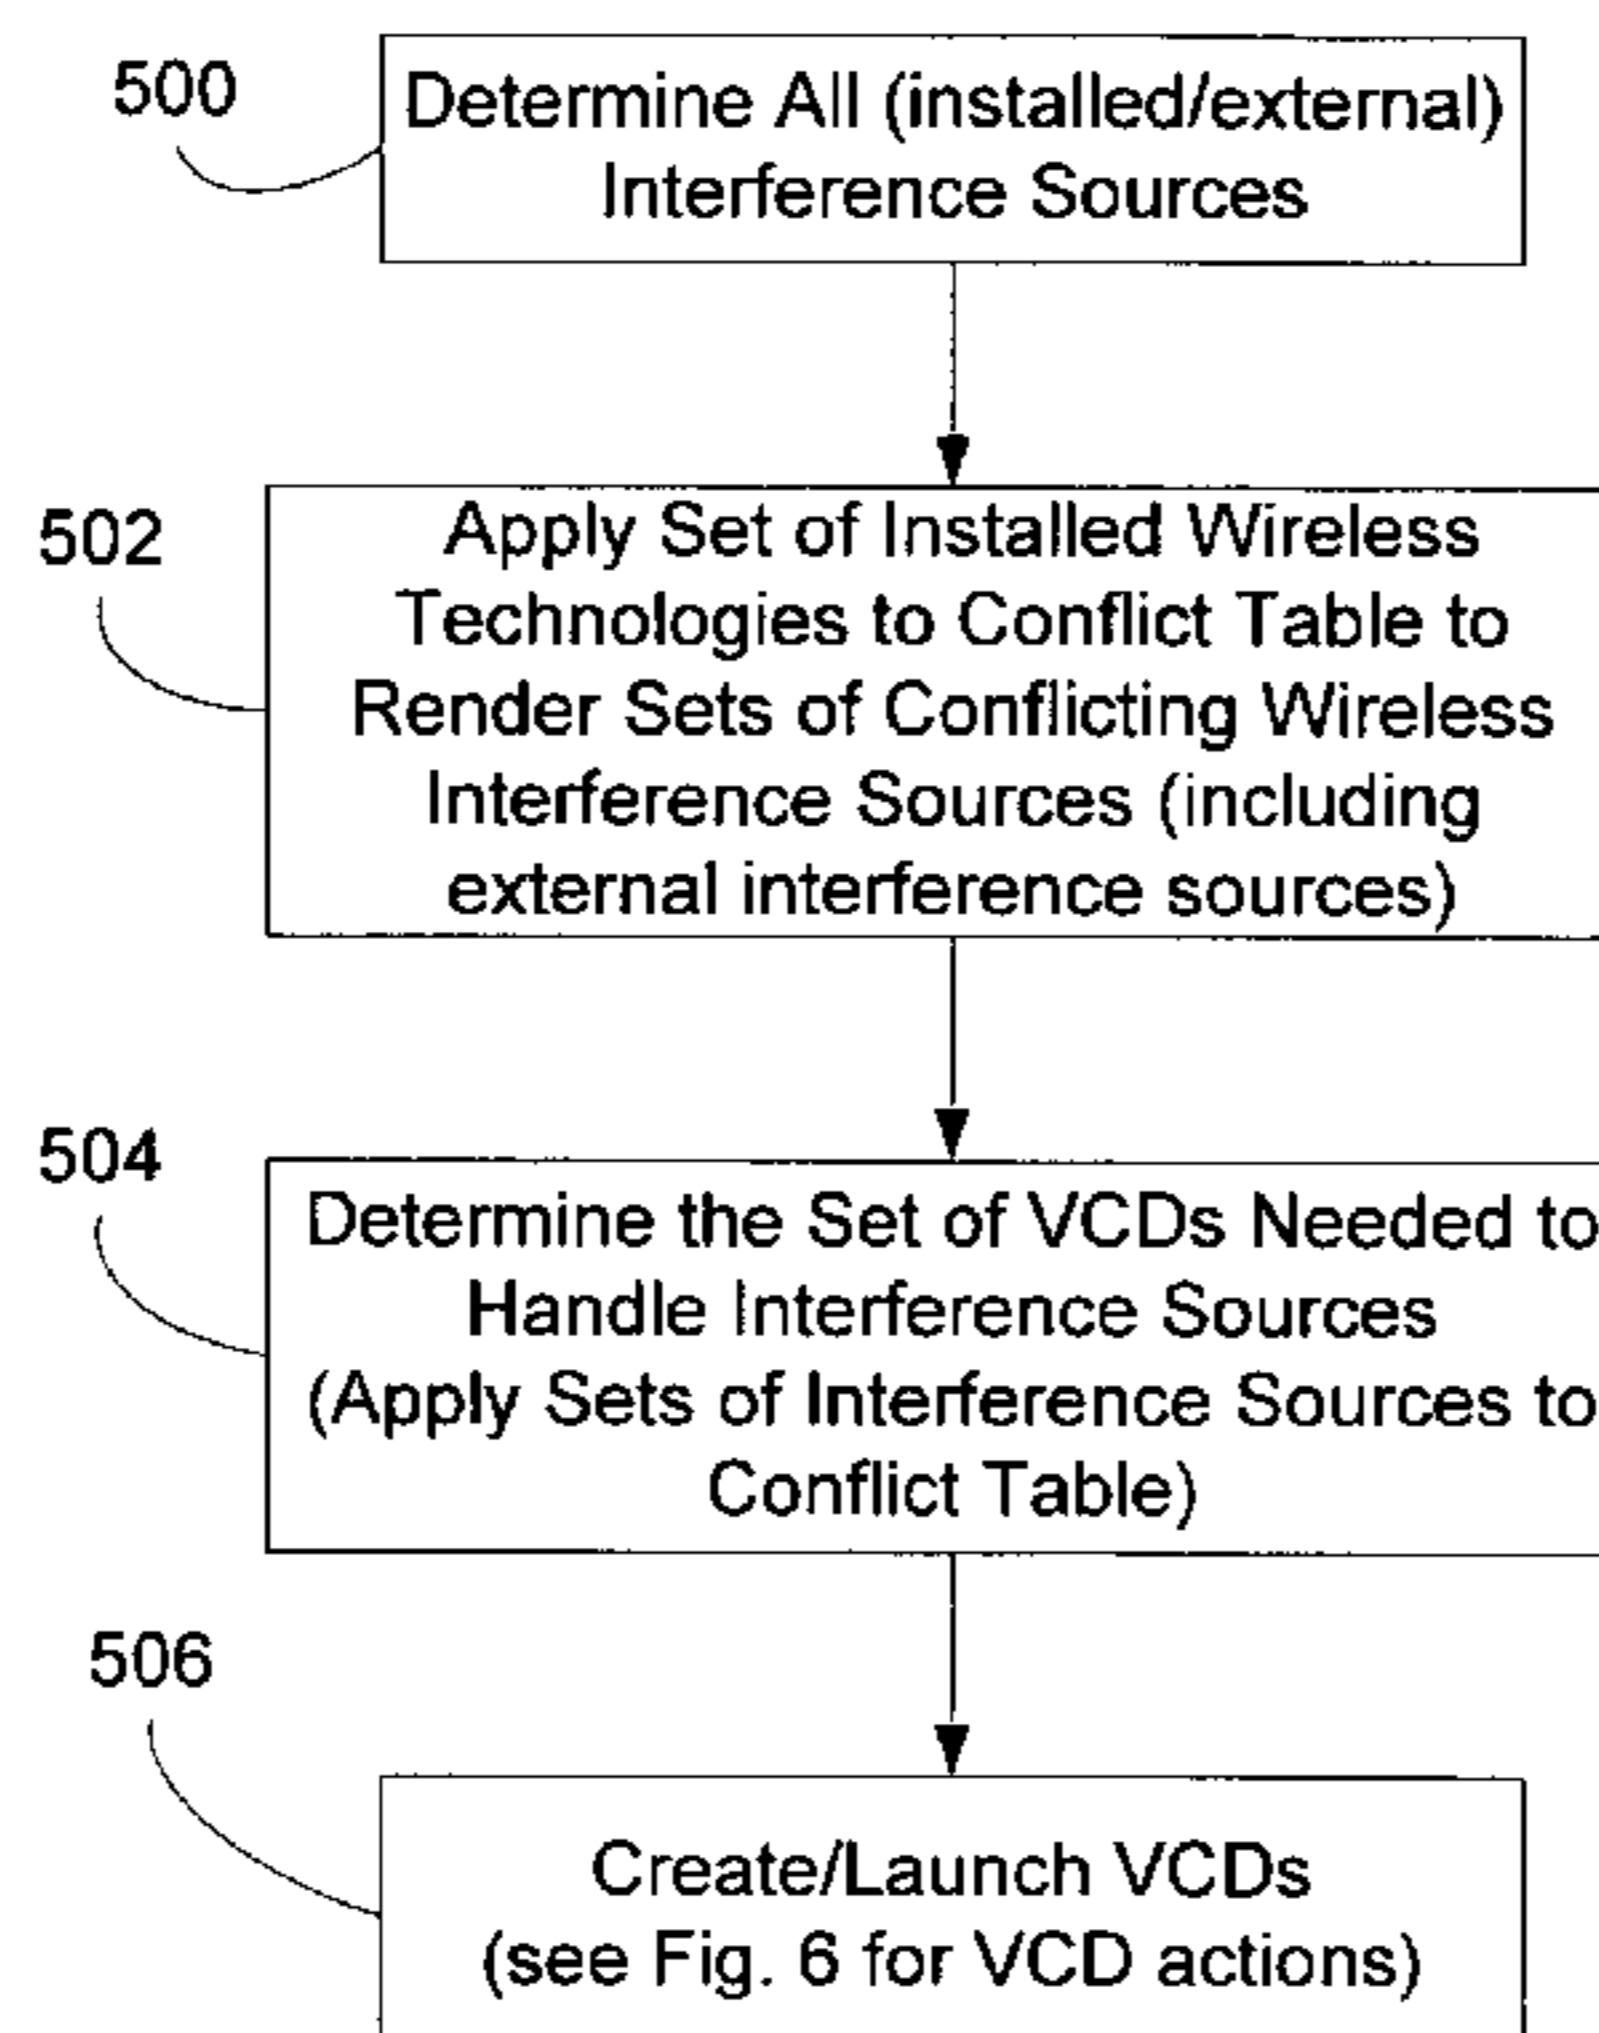 500
Determine All (installed/external)
Interference Sources
502
Apply Set of Installed Wireless
Technologies to Conflict Table to
Render Sets of Conflicting Wireless
Interference Sources (including
external interference sources)
504
Determine the Set of VCDs Needed to
Handle Interference Sources
(Apply Sets of Interference Sources to
Conflict Table)
506
Create/Launch VCDs
(see Fig. 6 for VCD actions)